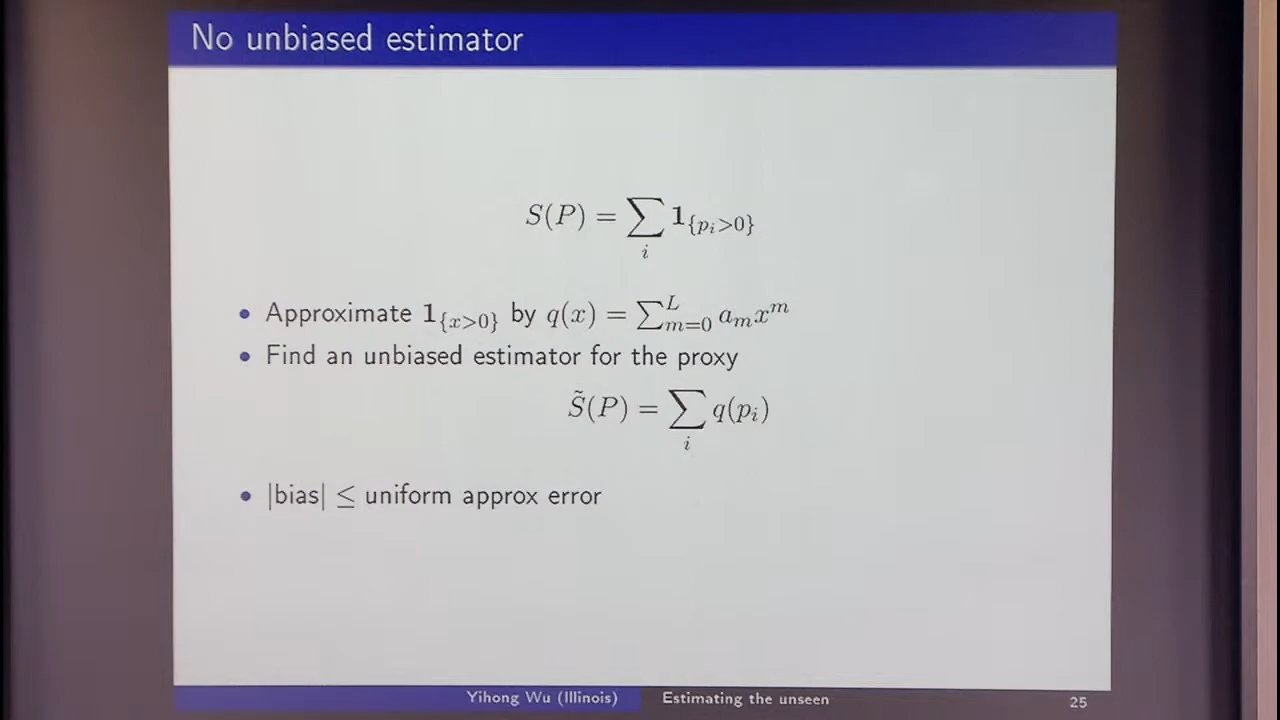 No unbiased estimator
S(P) = ∑_i 1_{p_i>0}
• Approximate 1_{x>0} by q(x) = ∑_{m=0}^{L} a_m x^m
• Find an unbiased estimator for the proxy
S̃(P) = ∑_i q(p_i)
• |bias| ≤ uniform approx error
Yihong Wu (Illinois) Estimating the unseen 25